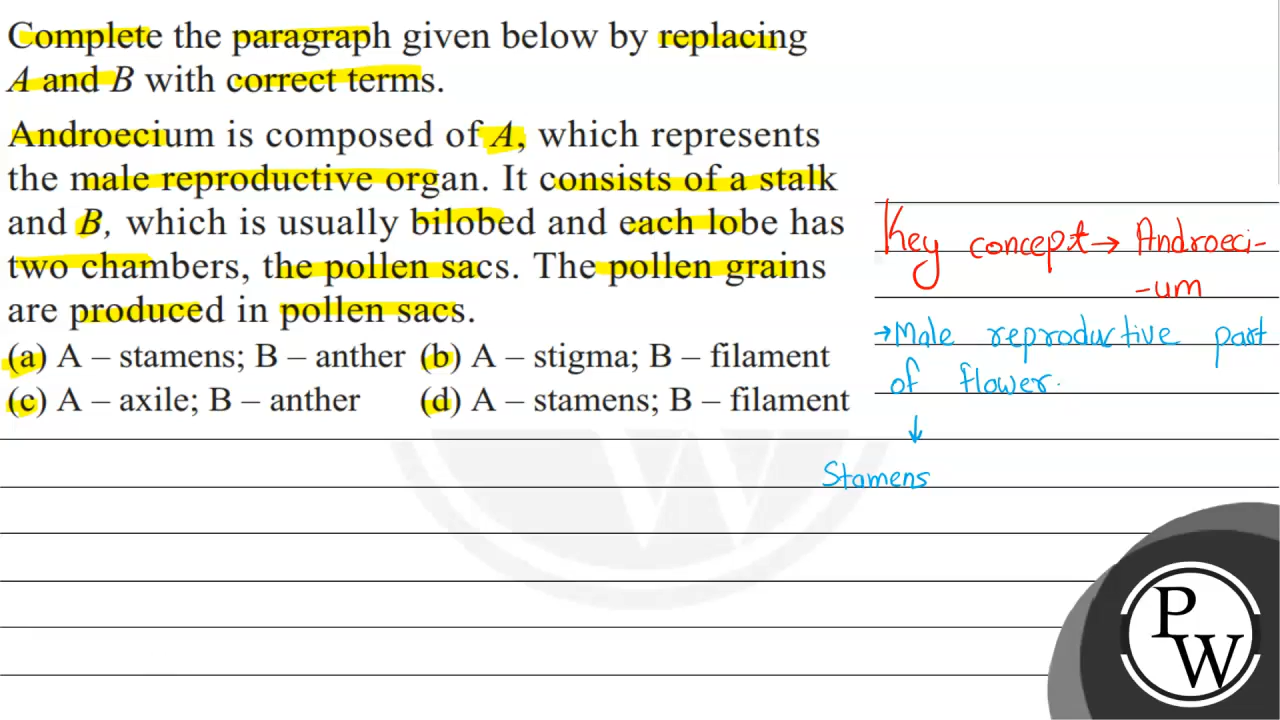 Complete the paragraph given below by replacing
A and B with correct terms.
Androecium is composed of A, which represents
the male reproductive organ. It consists of a stalk
and B, which is usually bilobed and each lobe has
two chambers, the pollen sacs. The pollen grains
are produced in pollen sacs.
(a) A – stamens; B – anther (b) A – stigma; B – filament
(c) A – axile; B – anther (d) A – stamens; B – filament
Key concept → Androeci-
-um
→ Male reproductive part
of flower.
↓
Stamens
P
W